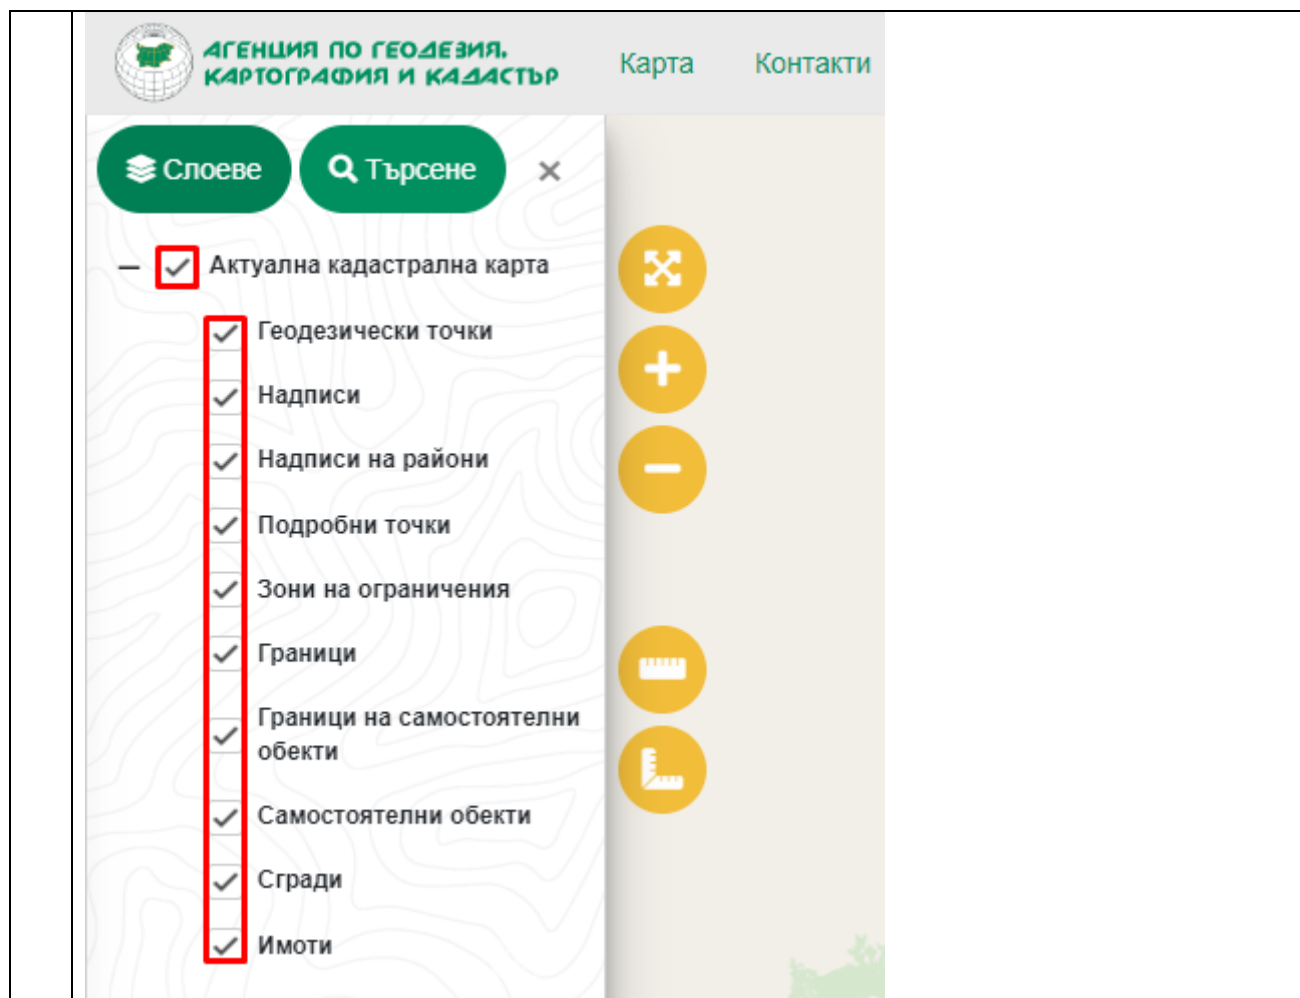 АГЕНЦИЯ ПО ГЕОДЕЗИЯ,
КАРТОГРАФИЯ И КАДАСТЪР
Карта Контакти
Слоеве Търсене
Актуална кадастрална карта
Геодезически точки
Надписи
Надписи на райони
Подробни точки
Зони на ограничения
Граници
Граници на самостоятелни
обекти
Самостоятелни обекти
Сгради
Имоти